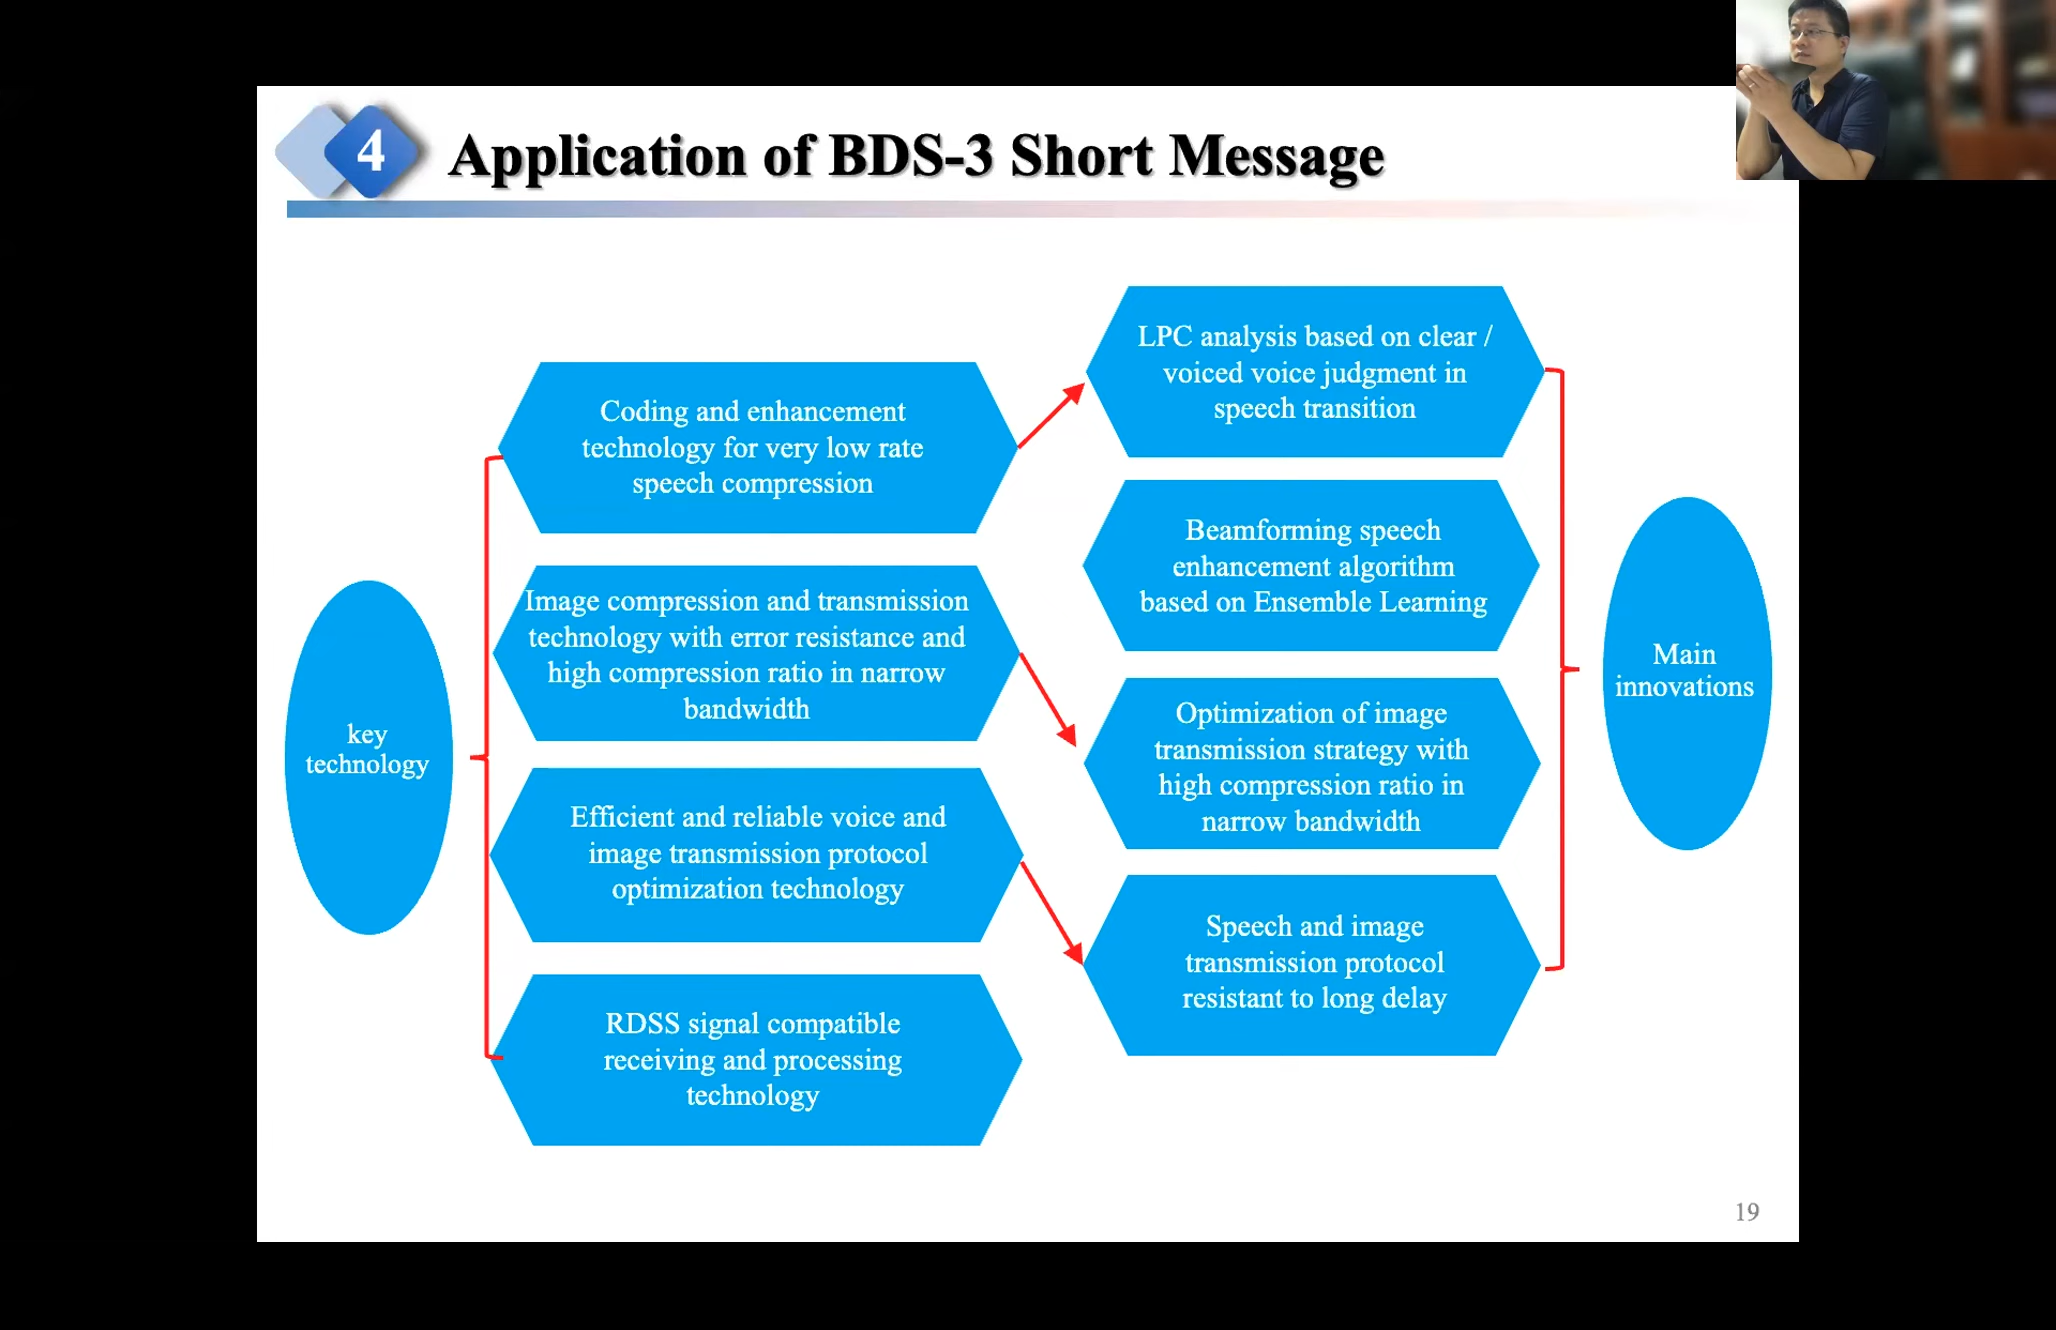 4
Application of BDS-3 Short Message
key
technology
Coding and enhancement
technology for very low rate
speech compression
Image compression and transmission
technology with error resistance and
high compression ratio in narrow
bandwidth
Efficient and reliable voice and
image transmission protocol
optimization technology
RDSS signal compatible
receiving and processing
technology
LPC analysis based on clear /
voiced voice judgment in
speech transition
Beamforming speech
enhancement algorithm
based on Ensemble Learning
Optimization of image
transmission strategy with
high compression ratio in
narrow bandwidth
Speech and image
transmission protocol
resistant to long delay
Main
innovations
19